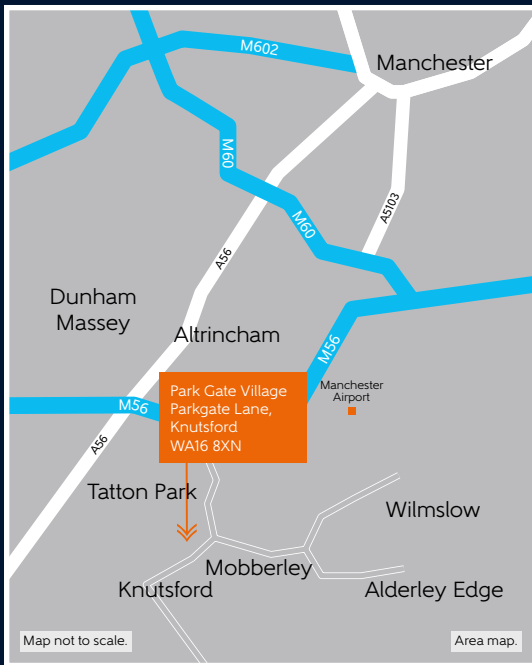 M602
Manchester
M60
M60
A5103
A56
Dunham
Massey
Altrincham
M56
Manchester
Airport
Park Gate Village
Parkgate Lane,
Knutsford
WA16 8XN
M56
A56
Tatton Park
Wilmslow
Mobberley
Knutsford
Alderley Edge
Map not to scale.
Area map.